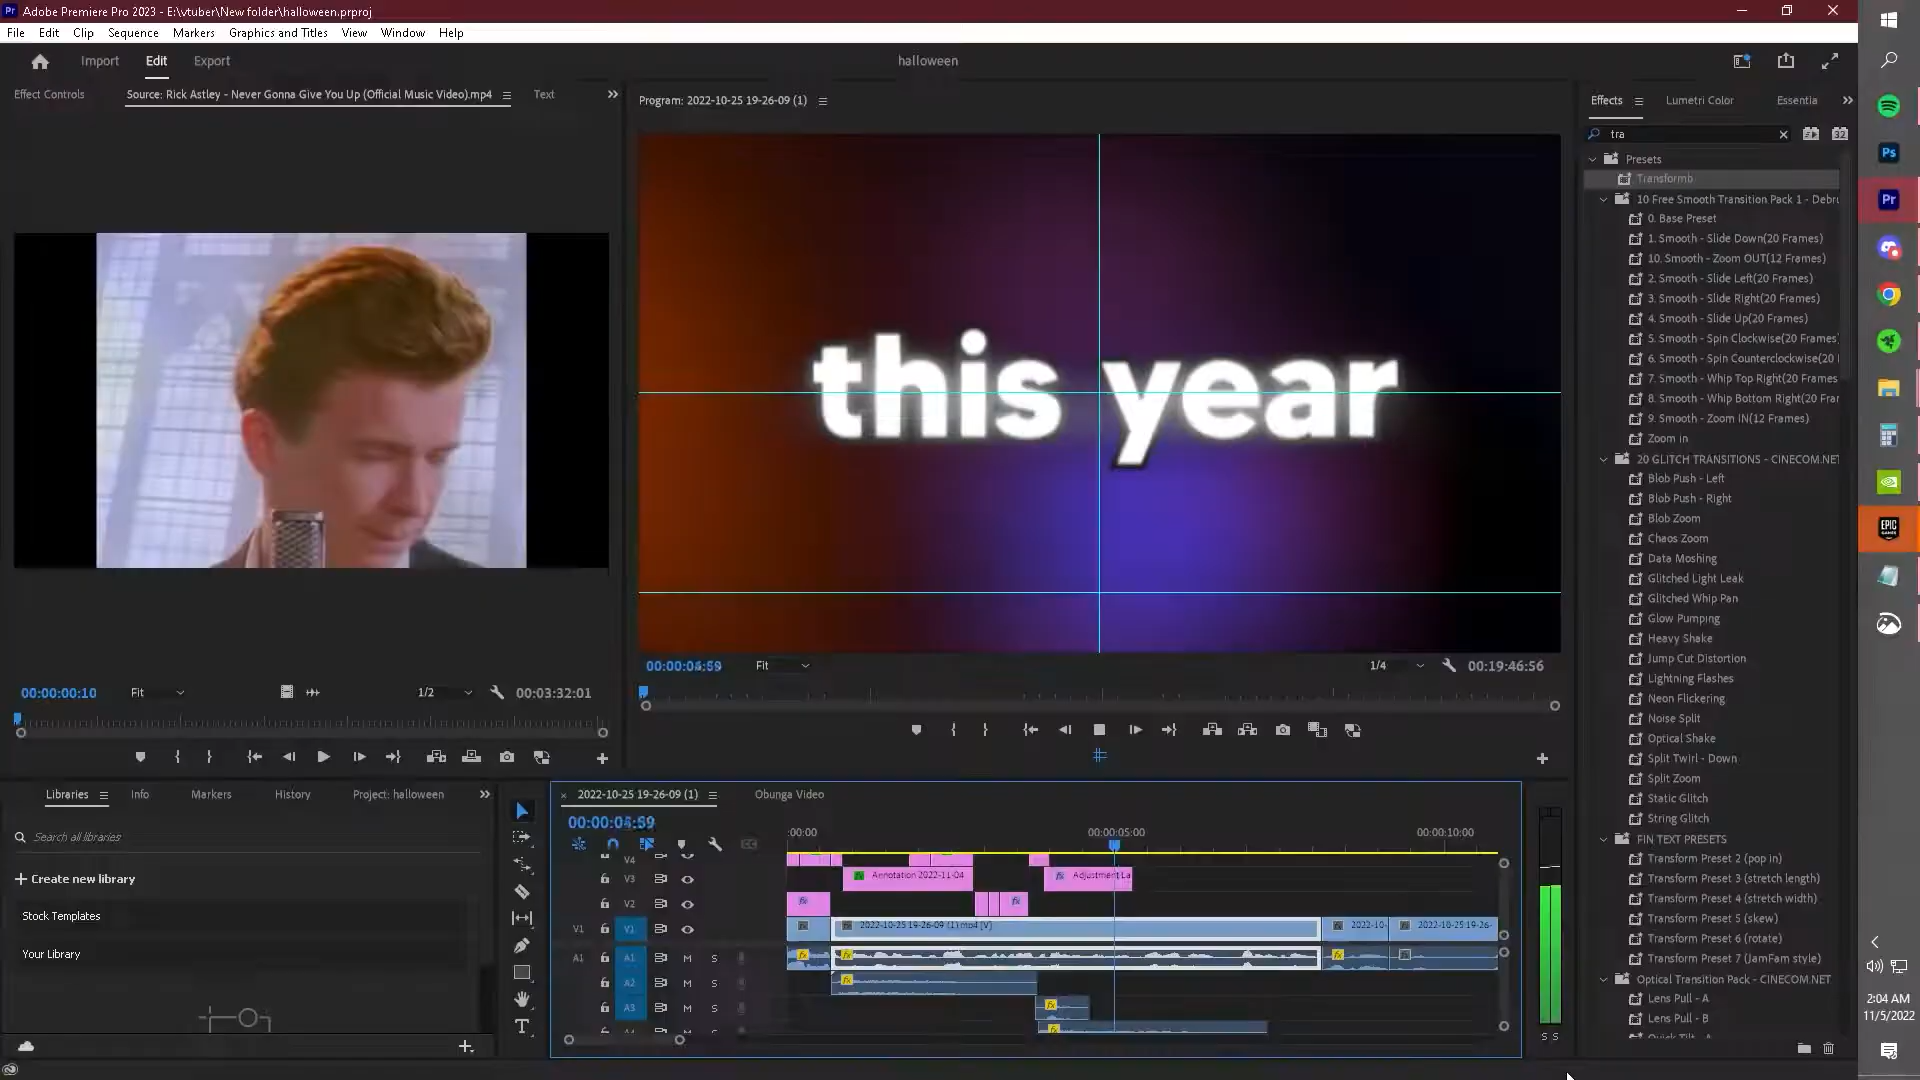 Adobe Premiere Pro 2023 - E:\vtuber\New folder\halloween.prproj
File Edit Clip Sequence Markers Graphics and Titles View Window Help
Import Edit Export
halloween
Effect Controls
Source: Rick Astley - Never Gonna Give You Up (Official Music Video).mp4
Text
Program: 2022-10-25 19-26-09 (1)
this year
00:00:00:10
Fit
1/2
00:03:32:01
Fit
1/4
00:19:46:56
Effects
Lumetri Color
Essentia
tra
Presets
Transformb
10 Free Smooth Transition Pack 1 - Debru
0. Base Preset
1. Smooth - Slide Down(20 Frames)
10. Smooth - Zoom OUT(12 Frames)
2. Smooth - Slide Left(20 Frames)
3. Smooth - Slide Right(20 Frames)
4. Smooth - Slide Up(20 Frames)
5. Smooth - Spin Clockwise(20 Frames)
6. Smooth - Spin Counterclockwise(20
7. Smooth - Whip Top Right(20 Frames
8. Smooth - Whip Bottom Right(20 Frar
9. Smooth - Zoom IN(12 Frames)
Zoom in
20 GLITCH TRANSITIONS - CINECOM.NET
Blob Push - Left
Blob Push - Right
Blob Zoom
Chaos Zoom
Data Moshing
Glitched Light Leak
Glitched Whip Pan
Glow Pumping
Heavy Shake
Jump Cut Distortion
Lightning Flashes
Neon Flickering
Noise Split
Optical Shake
Split Twirl - Down
Split Zoom
Static Glitch
String Glitch
FIN TEXT PRESETS
Transform Preset 2 (pop in)
Transform Preset 3 (stretch length)
Transform Preset 4 (stretch width)
Transform Preset 5 (skew)
Transform Preset 6 (rotate)
Transform Preset 7 (JamFam style)
Optical Transition Pack - CINECOM.NET
Lens Pull - A
Lens Pull - B
Libraries
Info
Markers
History
Project: halloween
Search all libraries
Create new library
Stock Templates
Your Library
2022-10-25 19-26-09 (1)
Obunga Video
:00:00
00:00:05:00
00:00:10:00
V4
V3
Annotation 2022-11-04
Adjustment La
V2
V1 V1
2022-10-25 19-26-09 (1).mp4 [V]
2022-10-
2022-10-25 19-26-
A1 A1 M S
A2 M S
A3 M S
S S
Ps
Pr
EPIC
GAMES
2:04 AM
11/5/2022